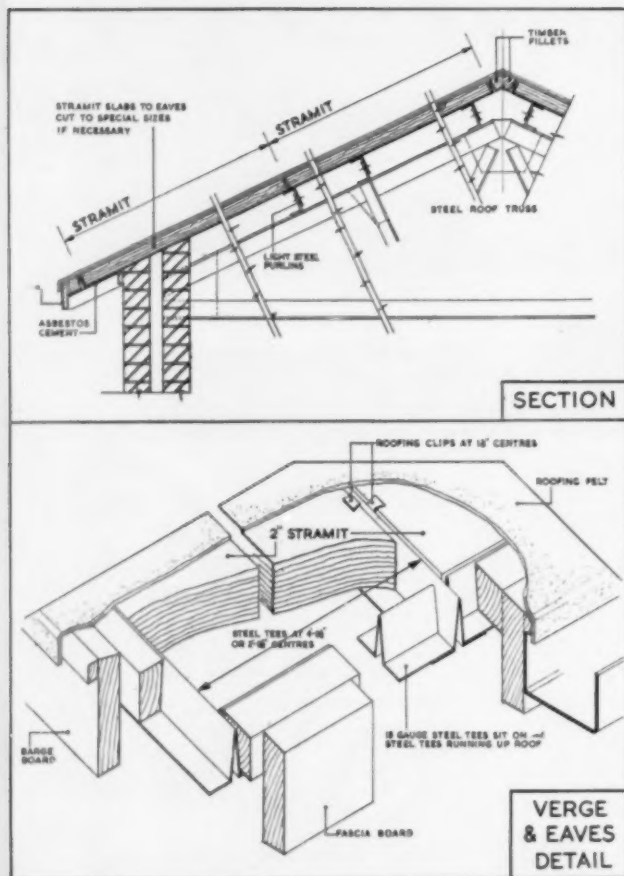 TIMBER
FILLETS
STRAMIT SLABS TO EAVES
CUT TO SPECIAL SIZES
IF NECESSARY
STRAMIT
STRAMIT
STEEL ROOF TRUSS
LIGHT STEEL
PURLINS
ASBESTOS
CEMENT
SECTION
ROOFING CLIPS AT 18" CENTRES
ROOFING FELT
2" STRAMIT
STEEL TEES AT
OR CENTRES
BARGE
BOARD
18 GAUGE STEEL TEES SIT ON
STEEL TEES RUNNING UP ROOF
FASCIA BOARD
VERGE
& EAVES
DETAIL